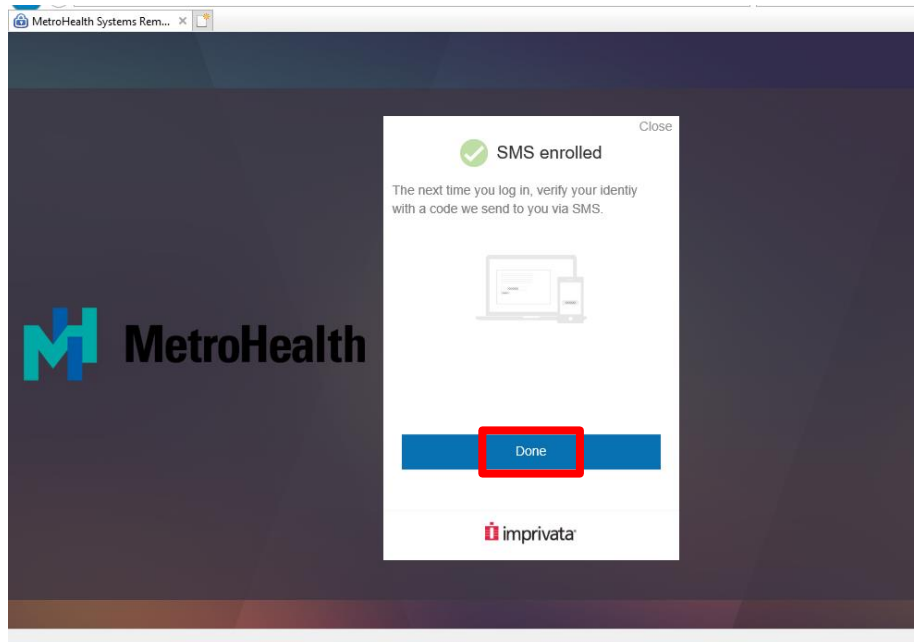 MetroHealth Systems Rem...
Close
SMS enrolled
The next time you log in, verify your identiy
with a code we send to you via SMS.
MetroHealth
Done
imprivata